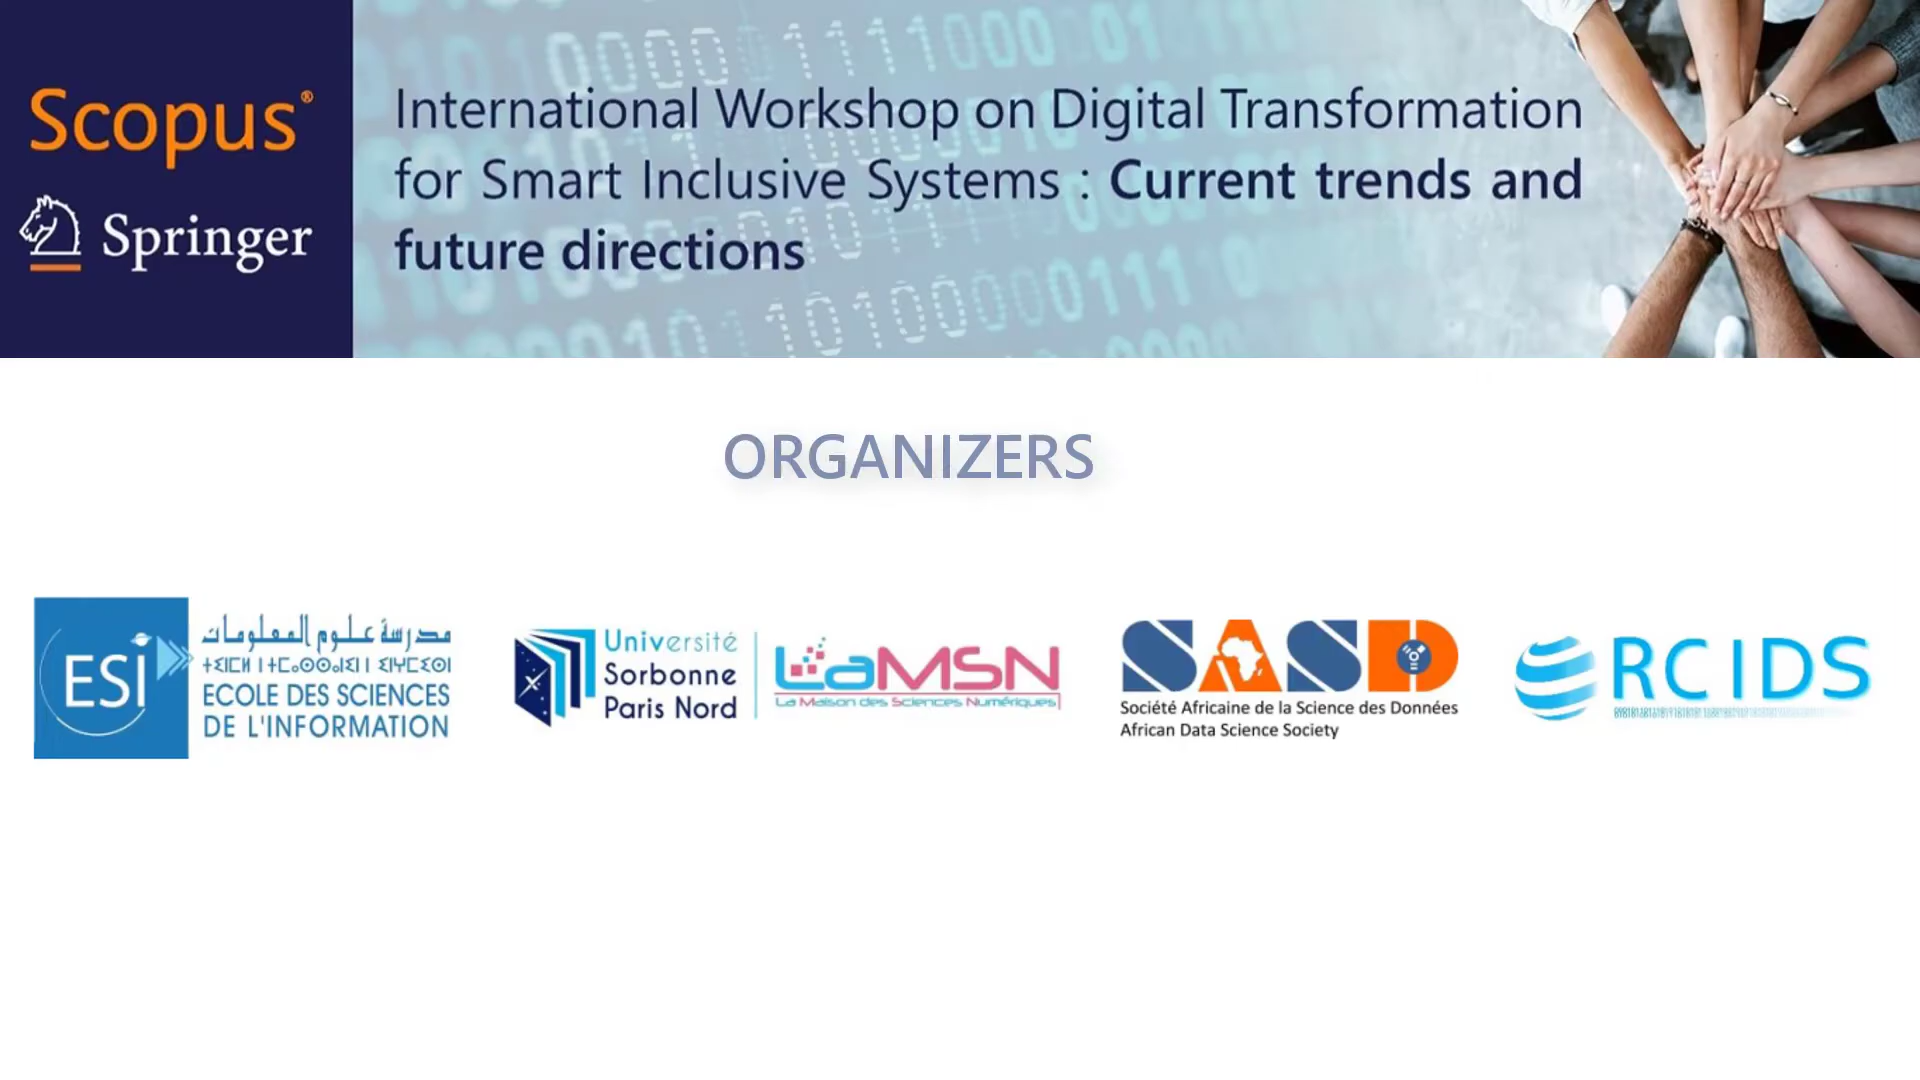 Scopus®
Springer
International Workshop on Digital Transformation
for Smart Inclusive Systems : Current trends and
future directions
ORGANIZERS
ESI
مدرسة علوم المعلومات
ECOLE DES SCIENCES
DE L'INFORMATION
Université
Sorbonne
Paris Nord
LaMSN
La Maison des Sciences Numériques
SASD
Société Africaine de la Science des Données
African Data Science Society
RCIDS